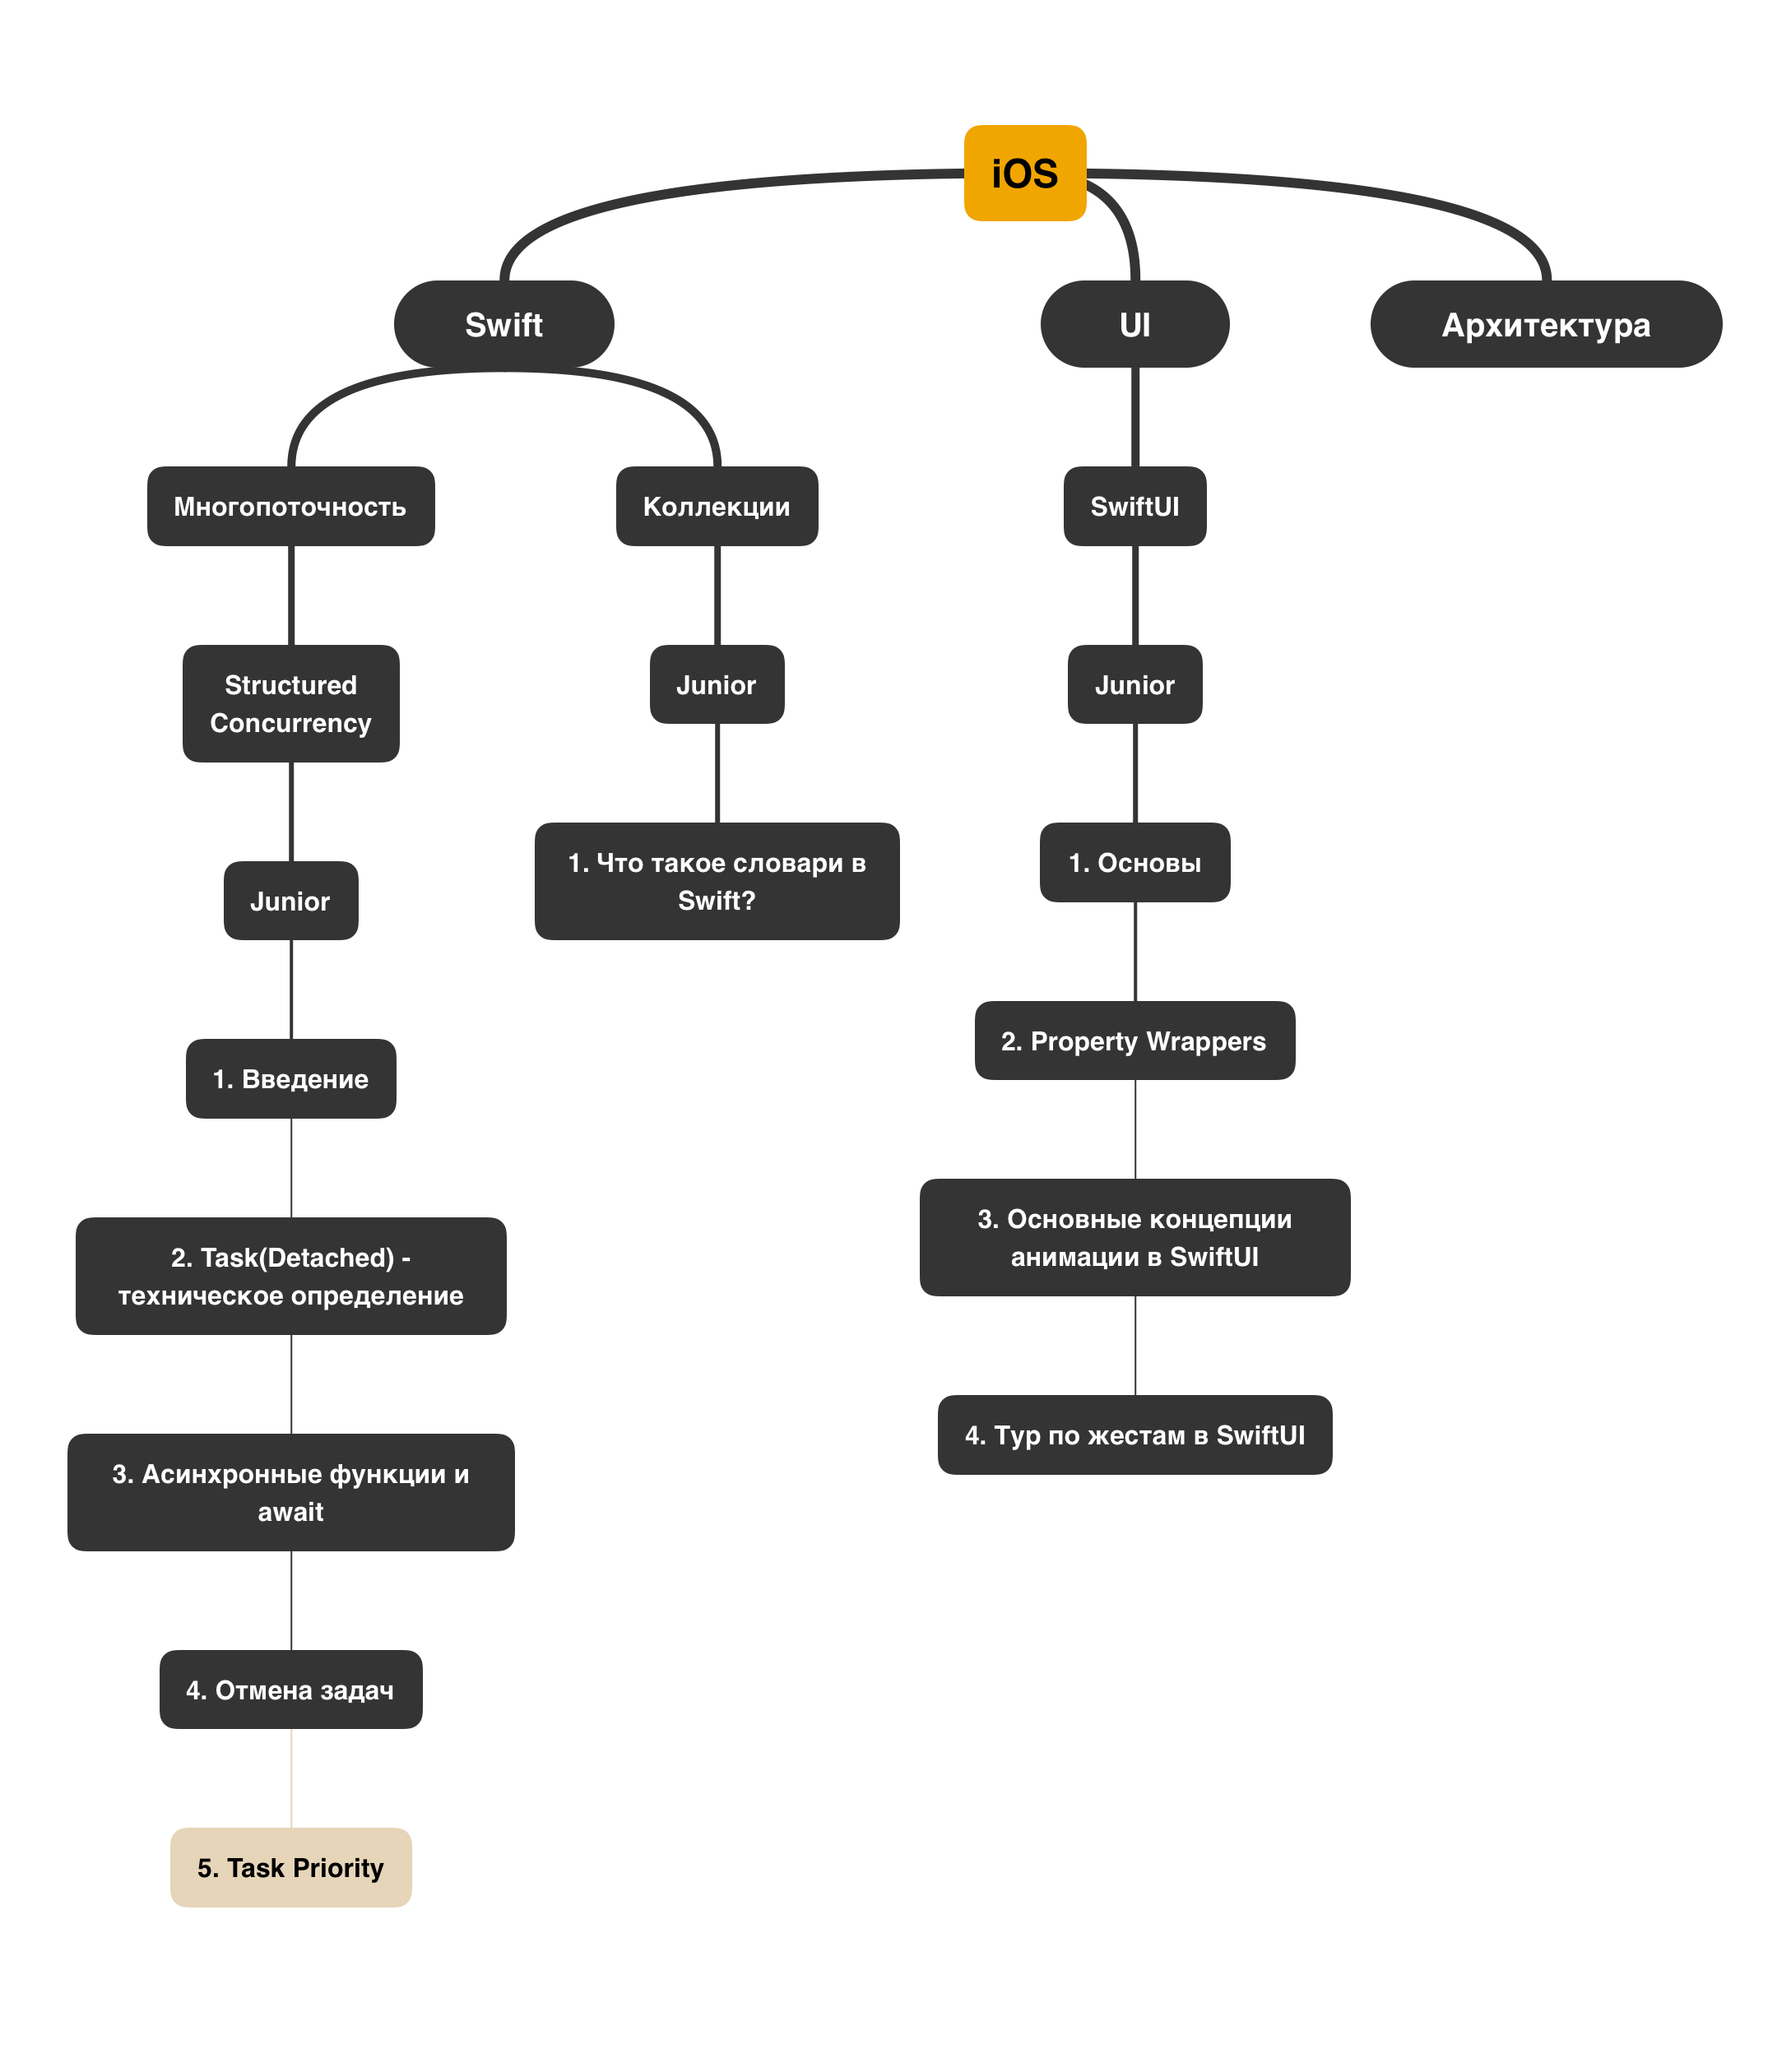 iOS
Swift
UI
Архитектура
Многопоточность
Коллекции
SwiftUI
Structured
Concurrency
Junior
Junior
Junior
1. Что такое словари в
Swift?
1. Основы
1. Введение
2. Property Wrappers
2. Task(Detached) -
техническое определение
3. Основные концепции
анимации в SwiftUI
3. Асинхронные функции и
await
4. Тур по жестам в SwiftUI
4. Отмена задач
5. Task Priority